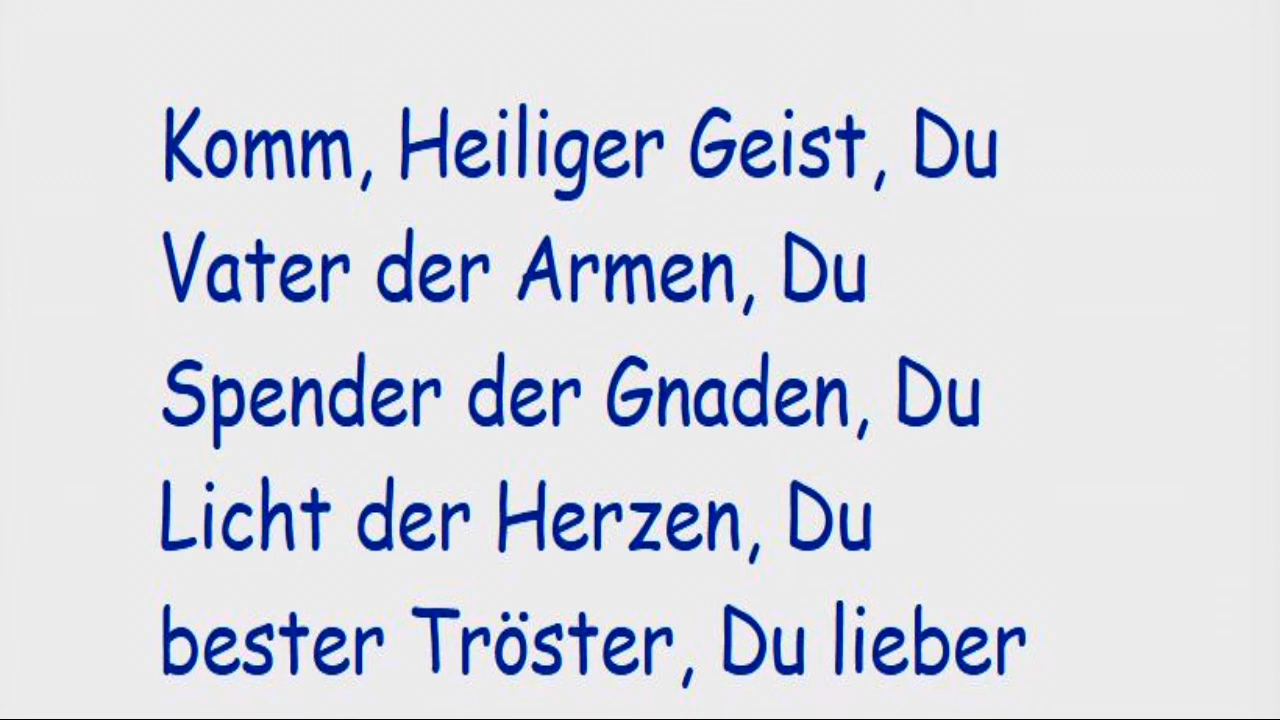 Komm, Heiliger Geist, Du
Vater der Armen, Du
Spender der Gnaden, Du
Licht der Herzen, Du
bester Tröster, Du lieber